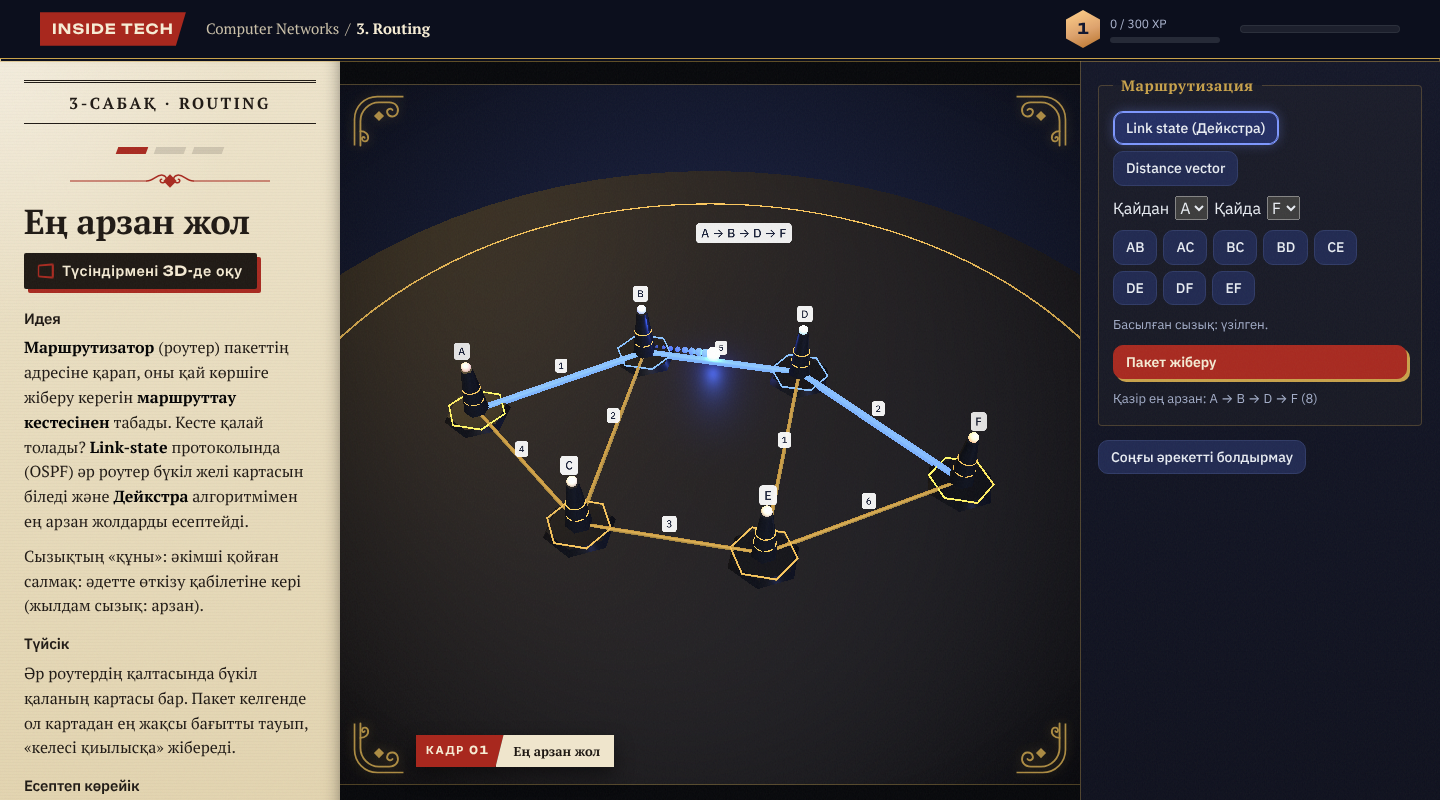 INSIDE TECH
Computer Networks / 3. Routing
1
0 / 300 XP
3-САБАҚ · ROUTING
Ең арзан жол
Түсіндірмені 3D-де оқу
Идея
Маршрутизатор (роутер) пакеттің
адресіне қарап, оны қай көршіге
жіберу керегін маршруттау
кестесінен табады. Кесте қалай
толады? Link-state протоколында
(OSPF) әр роутер бүкіл желі картасын
біледі және Дейкстра алгоритмімен
ең арзан жолдарды есептейді.
Сызықтың «құны»: әкімші қойған
салмақ: әдетте өткізу қабілетіне кері
(жылдам сызық: арзан).
Түйсік
Әр роутердің қалтасында бүкіл
қаланың картасы бар. Пакет келгенде
ол картадан ең жақсы бағытты тауып,
«келесі қиылысқа» жібереді.
Есептеп көрейік
A → B → D → F
B
D
A
5
1
2
2
F
4
1
C
E
6
3
КАДР 01 Ең арзан жол
Маршрутизация
Link state (Дейкстра)
Distance vector
Қайдан A Қайда F
AB AC BC BD CE
DE DF EF
Басылған сызық: үзілген.
Пакет жіберу
Қазір ең арзан: A → B → D → F (8)
Соңғы әрекетті болдырмау